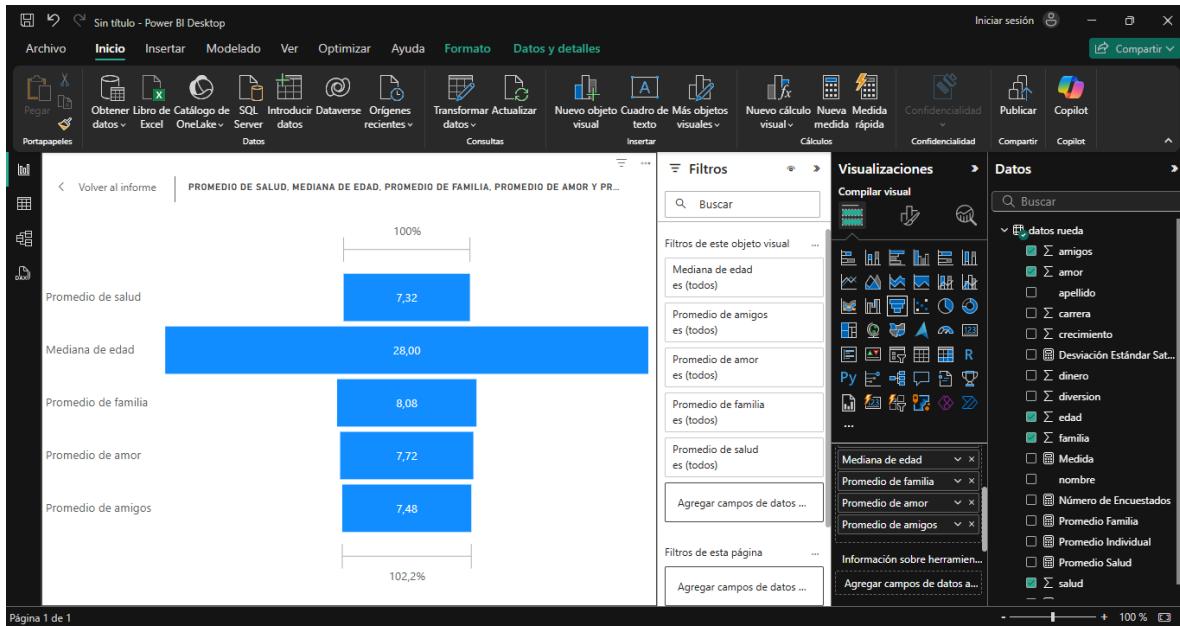 Sin título - Power BI Desktop
Iniciar sesión
Archivo Inicio Insertar Modelado Ver Optimizar Ayuda Formato Datos y detalles
Compartir
Pegar
Portapapeles
Obtener datos
Libro de Excel
Catálogo de OneLake
SQL Server
Introducir datos
Dataverse
Orígenes recientes
Datos
Transformar datos
Actualizar
Consultas
Nuevo objeto visual
Cuadro de texto
Más objetos visuales
Insertar
Nuevo cálculo visual
Nueva medida
Medida rápida
Cálculos
Confidencialidad
Confidencialidad
Publicar
Compartir
Copilot
Copilot
Volver al informe
PROMEDIO DE SALUD, MEDIANA DE EDAD, PROMEDIO DE FAMILIA, PROMEDIO DE AMOR Y PR...
100%
Promedio de salud 7,32
Mediana de edad 28,00
Promedio de familia 8,08
Promedio de amor 7,72
Promedio de amigos 7,48
102,2%
Filtros
Buscar
Filtros de este objeto visual ...
Mediana de edad
es (todos)
Promedio de amigos
es (todos)
Promedio de amor
es (todos)
Promedio de familia
es (todos)
Promedio de salud
es (todos)
Agregar campos de datos ...
Filtros de esta página ...
Agregar campos de datos ...
Visualizaciones
Compilar visual
123
R
Py
123
...
Mediana de edad
Promedio de familia
Promedio de amor
Promedio de amigos
Información sobre herramien...
Agregar campos de datos a...
Datos
Buscar
datos rueda
amigos
amor
apellido
carrera
crecimiento
Desviación Estándar Sat...
dinero
diversion
edad
familia
Medida
nombre
Número de Encuestados
Promedio Familia
Promedio Individual
Promedio Salud
salud
Página 1 de 1
- + 100 %